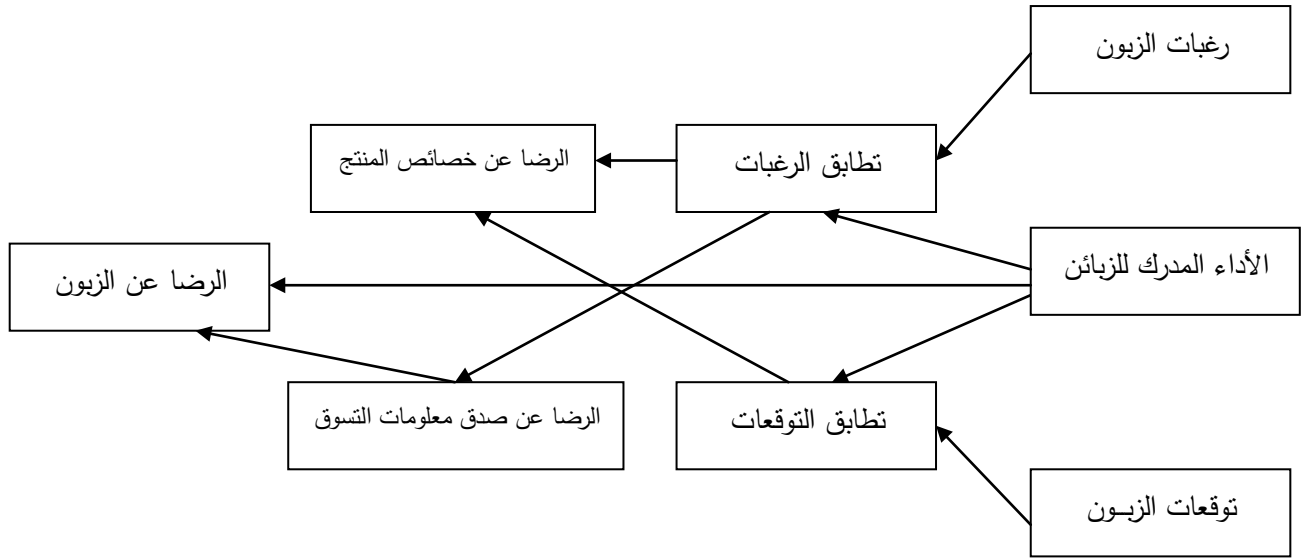 رغبات الزبون
تطابق الرغبات
الرضا عن خصائص المنتج
الأداء المدرك للزبائن
الرضا عن الزبون
تطابق التوقعات
الرضا عن صدق معلومات التسوق
توقعات الزبــون